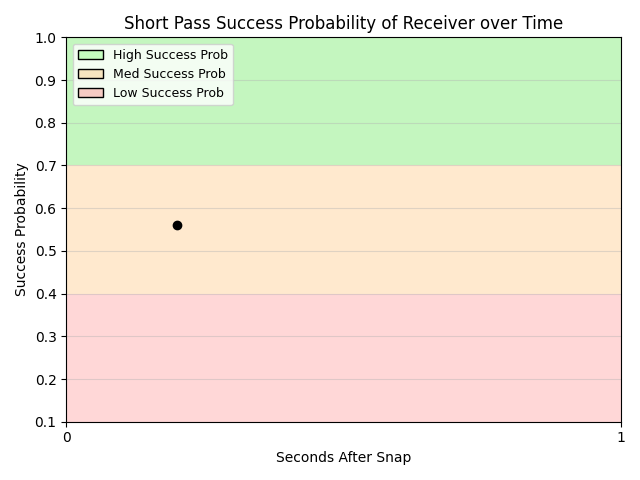 Short Pass Success Probability of Receiver over Time
High Success Prob
Med Success Prob
Low Success Prob
Success Probability
1.0
0.9
0.8
0.7
0.6
0.5
0.4
0.3
0.2
0.1
0 1
Seconds After Snap